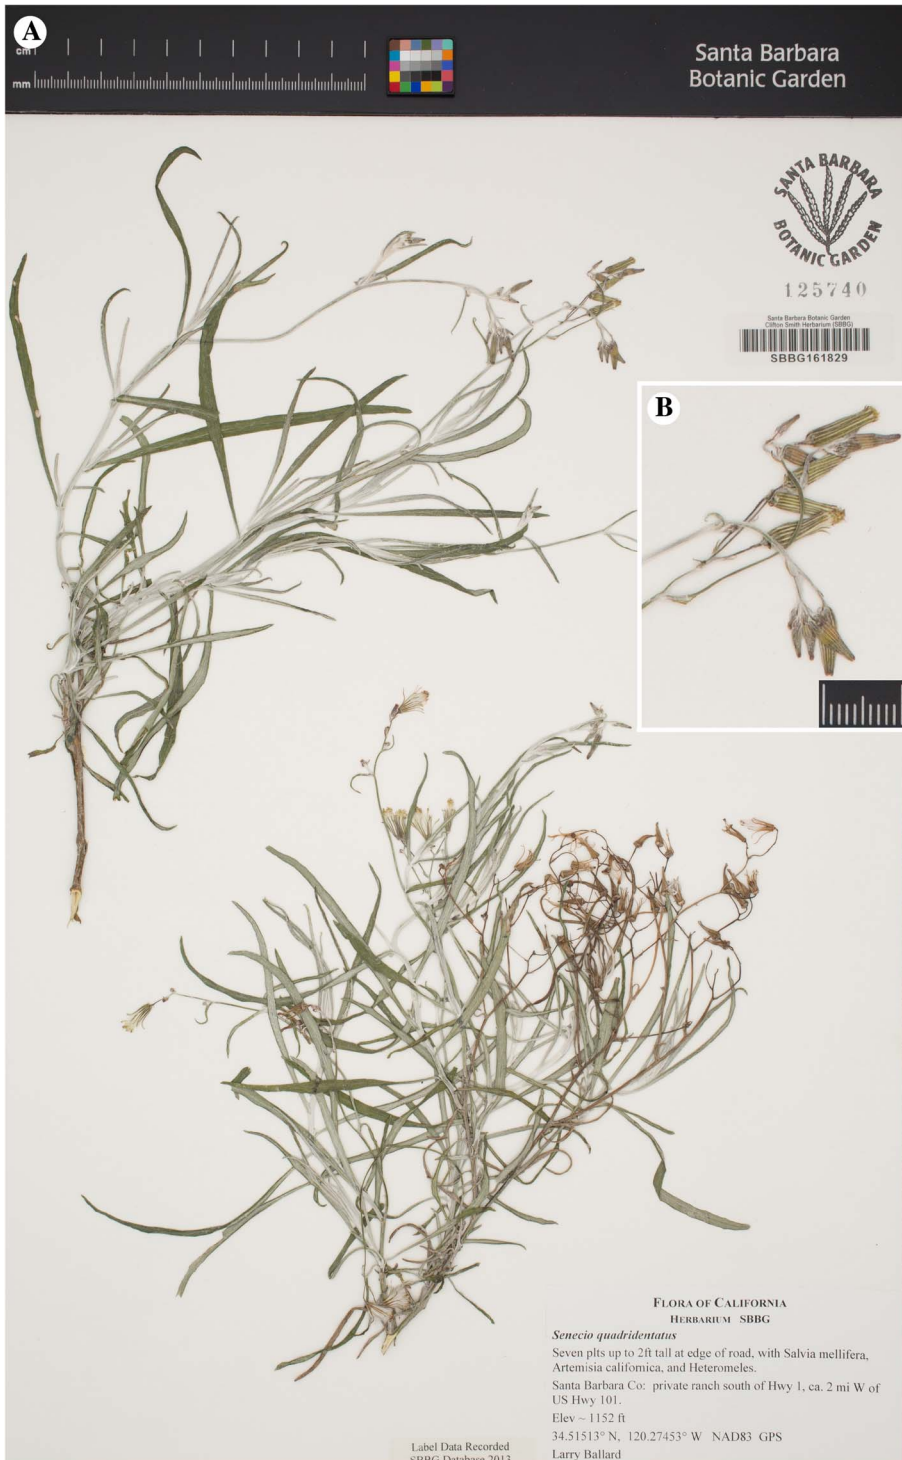 A
cm
mm
Santa Barbara
Botanic Garden
SANTA BARBARA
BOTANIC GARDEN
125740
Santa Barbara Botanic Garden
Clifton Smith Herbarium (SBBG)
SBBG161829
B
FLORA OF CALIFORNIA
HERBARIUM SBBG
Senecio quadridentatus
Seven plts up to 2ft tall at edge of road, with Salvia mellifera,
Artemisia californica, and Heteromeles.
Santa Barbara Co: private ranch south of Hwy 1, ca. 2 mi W of
US Hwy 101.
Elev ~ 1152 ft
34.51513° N, 120.27453° W NAD83 GPS
Larry Ballard
Label Data Recorded
SBBG Database 2013